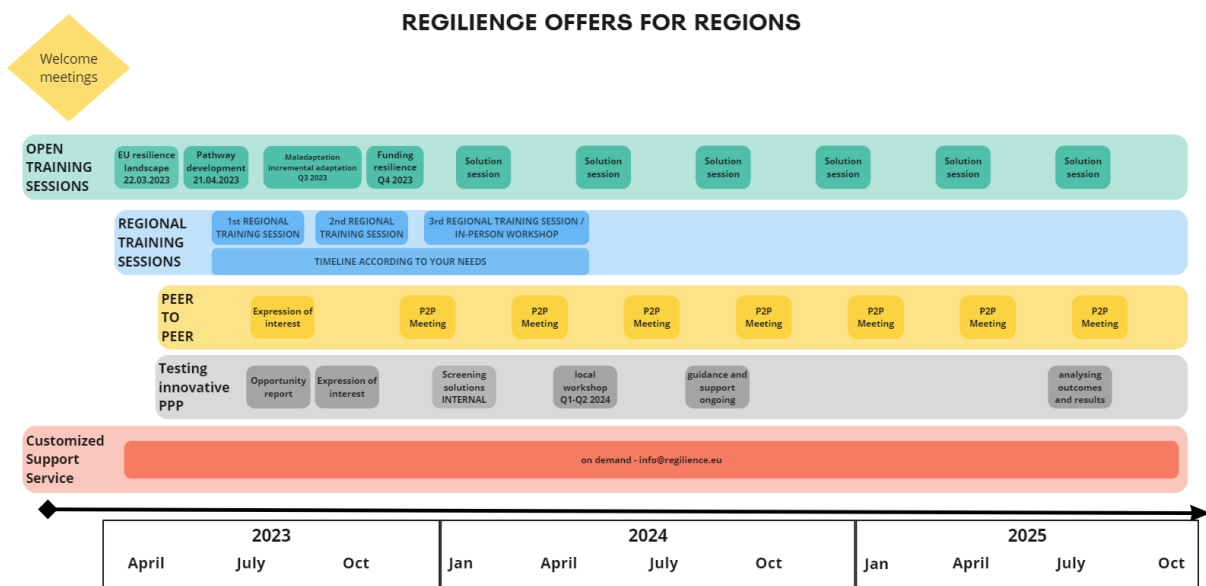 REGILIENCE OFFERS FOR REGIONS
Welcome
meetings
OPEN
TRAINING
SESSIONS
EU resilience
landscape
22.03.2023
Pathway
development
21.04.2023
Maladaptation
incremental adaptation
Q3 2023
Funding
resilience
Q4 2023
Solution
session
Solution
session
Solution
session
Solution
session
Solution
session
Solution
session
REGIONAL
TRAINING
SESSIONS
1st REGIONAL
TRAINING SESSION
2nd REGIONAL
TRAINING SESSION
3rd REGIONAL TRAINING SESSION /
IN-PERSON WORKSHOP
TIMELINE ACCORDING TO YOUR NEEDS
PEER
TO
PEER
Expression of
interest
P2P
Meeting
P2P
Meeting
P2P
Meeting
P2P
Meeting
P2P
Meeting
P2P
Meeting
P2P
Meeting
Testing
innovative
PPP
Opportunity
report
Expression of
interest
Screening
solutions
INTERNAL
local
workshop
Q1-Q2 2024
guidance and
support
ongoing
analysing
outcomes
and results
Customized
Support
Service
on demand - info@regilience.eu
2023
2024
2025
April
July
Oct
Jan
April
July
Oct
Jan
April
July
Oct